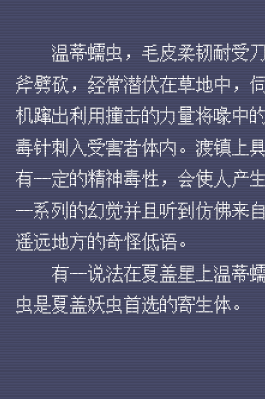 温蒂蠕虫，毛皮柔韧耐受刀
斧劈砍，经常潜伏在草地中，伺
机蹿出利用撞击的力量将喙中的
毒针刺入受害者体内。渡镇上具
有一定的精神毒性，会使人产生
一系列的幻觉并且听到仿佛来自
遥远地方的奇怪低语。
有一说法在夏盖星上温蒂蠕
虫是夏盖妖虫首选的寄生体。